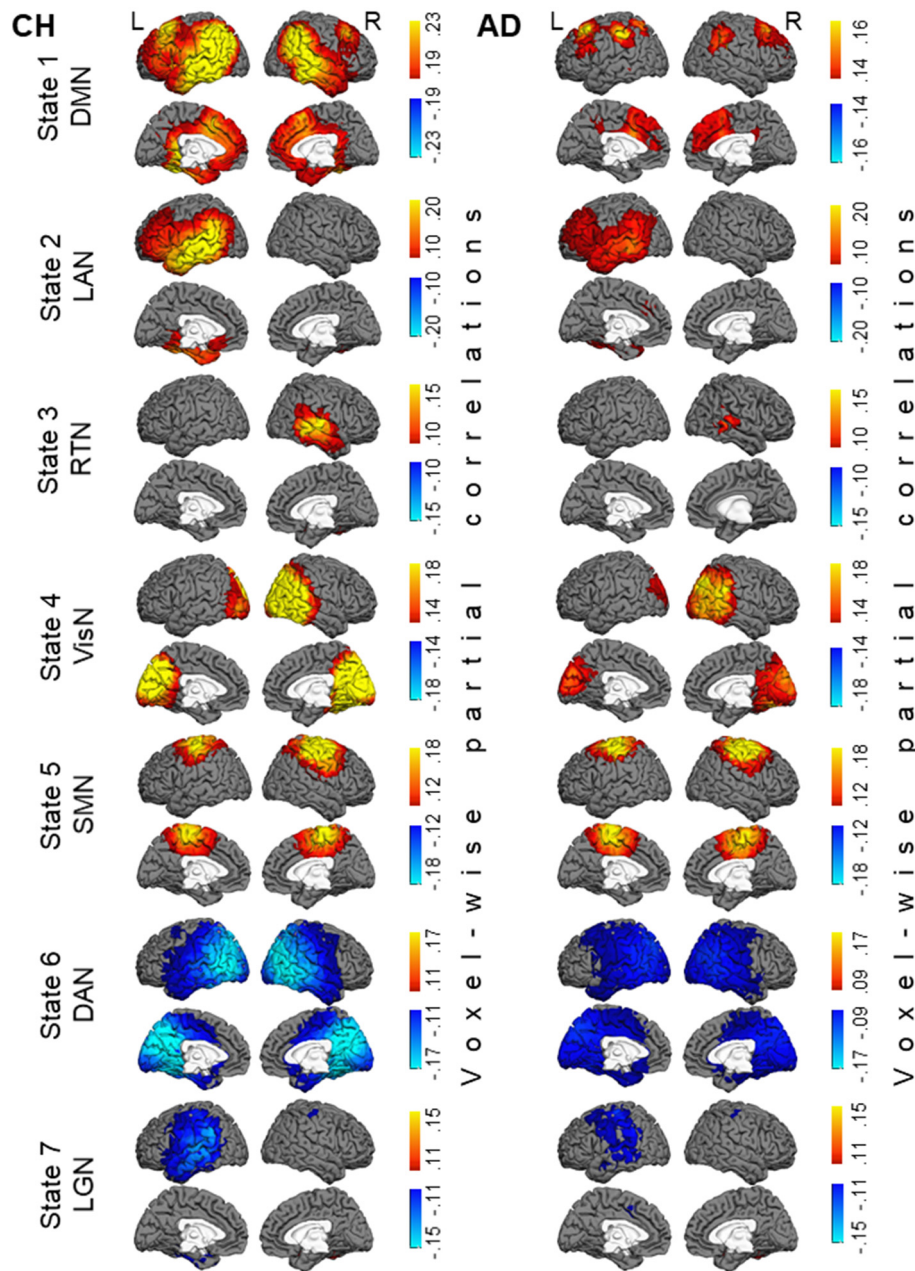 CH
L
R
AD
L
R
State 1
DMN
.19 .23
-.23 -.19
.14 .16
-.16 -.14
State 2
LAN
.10 .20
-.20 -.10
.10 .20
-.20 -.10
State 3
RTN
.10 .15
-.15 -.10
.10 .15
-.15 -.10
State 4
VisN
.14 .18
-.18 -.14
.14 .18
-.18 -.14
State 5
SMN
.12 .18
-.18 -.12
.12 .18
-.18 -.12
State 6
DAN
.11 .17
-.17 -.11
.09 .17
-.17 -.09
State 7
LGN
.11 .15
-.15 -.11
.11 .15
-.15 -.11
Voxel-wise partial correlations
Voxel-wise partial correlations